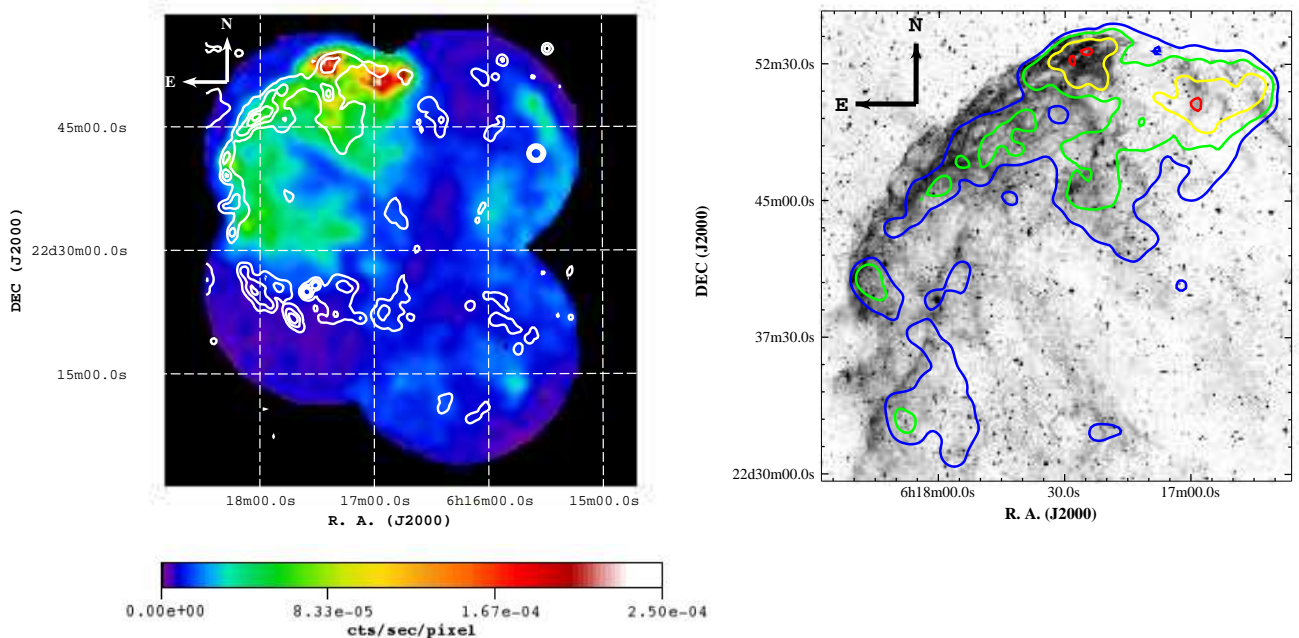 N
E
45m00.0s
22d30m00.0s
15m00.0s
DEC (J2000)
18m00.0s 17m00.0s 6h16m00.0s 15m00.0s
R. A. (J2000)
0.00e+00 8.33e-05 1.67e-04 2.50e-04
cts/sec/pixel
N
E
52m30.0s
45m00.0s
37m30.0s
22d30m00.0s
DEC (J2000)
6h18m00.0s 30.0s 17m00.0s
R. A. (J2000)